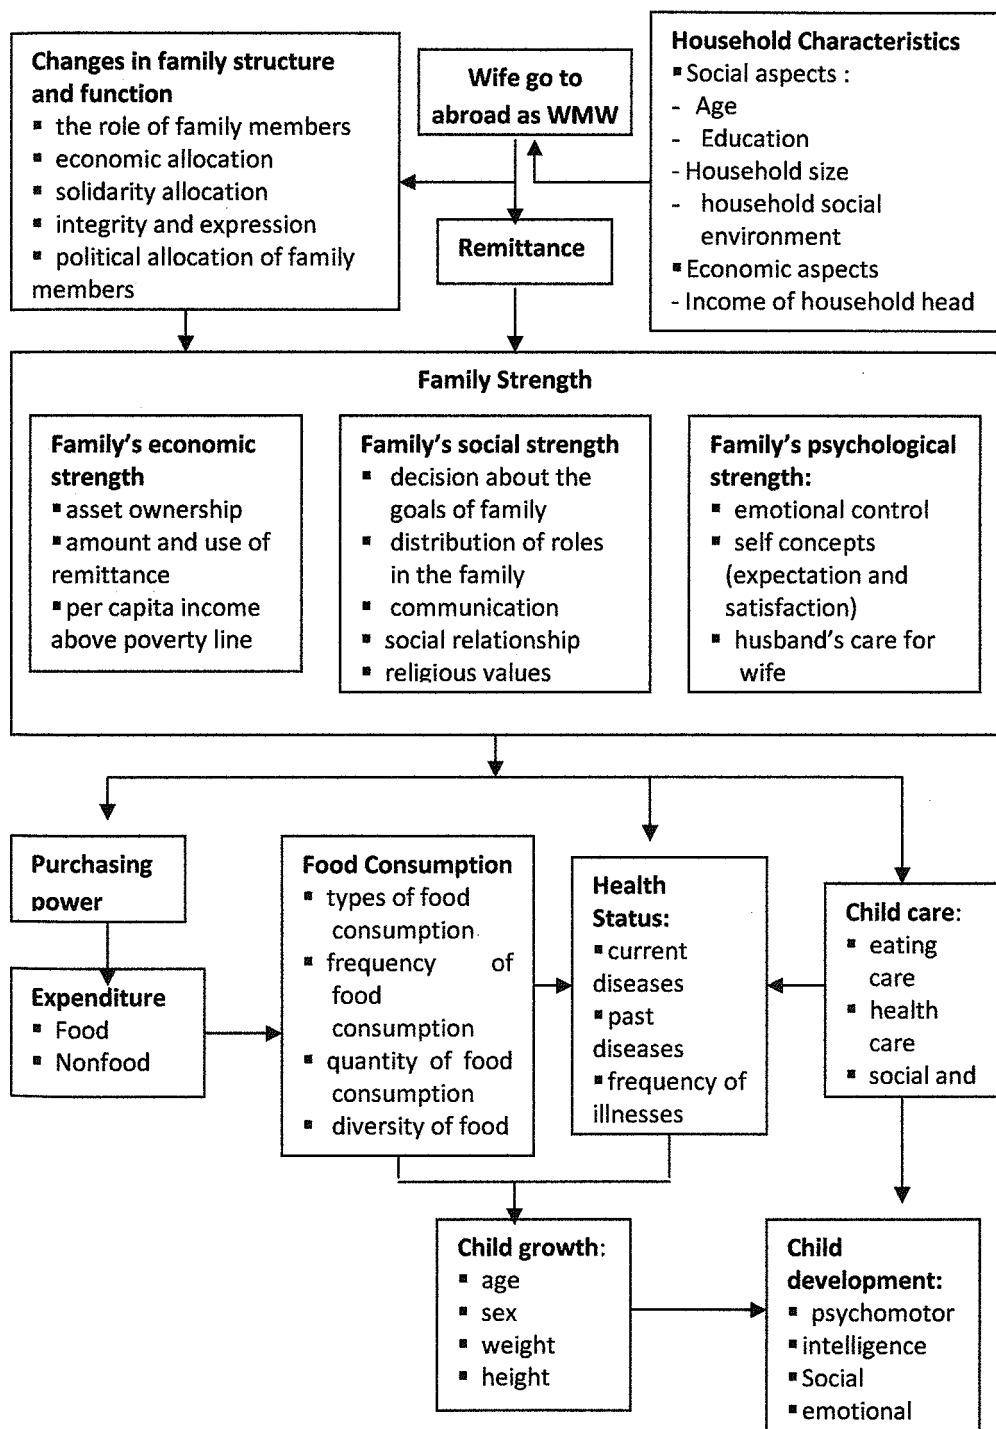 Changes in family structure
and function
▪ the role of family members
▪ economic allocation
▪ solidarity allocation
▪ integrity and expression
▪ political allocation of family
members
Wife go to
abroad as WMW
Remittance
Household Characteristics
▪ Social aspects :
- Age
- Education
- Household size
- household social
environment
▪ Economic aspects
- Income of household head
Family Strength
Family's economic
strength
▪ asset ownership
▪ amount and use of
remittance
▪ per capita income
above poverty line
Family's social strength
▪ decision about the
goals of family
▪ distribution of roles
in the family
▪ communication
▪ social relationship
▪ religious values
Family's psychological
strength:
▪ emotional control
▪ self concepts
(expectation and
satisfaction)
▪ husband's care for
wife
Purchasing
power
Expenditure
▪ Food
▪ Nonfood
Food Consumption
▪ types of food
consumption
▪ frequency of
food
consumption
▪ quantity of food
consumption
▪ diversity of food
Health
Status:
▪ current
diseases
▪ past
diseases
▪ frequency of
illnesses
Child care:
▪ eating
care
▪ health
care
▪ social and
Child growth:
▪ age
▪ sex
▪ weight
▪ height
Child
development:
▪ psychomotor
▪ intelligence
▪ Social
▪ emotional